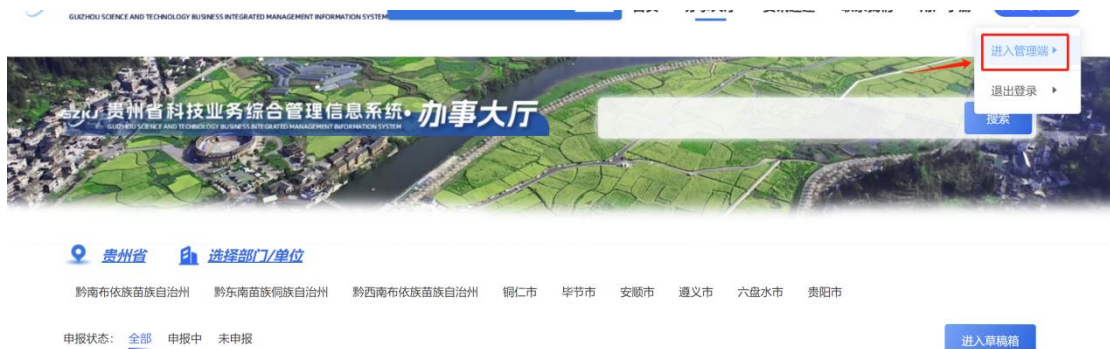 GUIZHOU SCIENCE AND TECHNOLOGY BUSINESS INTEGRATED MANAGEMENT INFORMATION SYSTEM
进入管理端
退出登录
SZKJ 贵州省科技业务综合管理信息系统·办事大厅
GUIZHOU SCIENCE AND TECHNOLOGY BUSINESS INTEGRATED MANAGEMENT INFORMATION SYSTEM
搜索
贵州省 选择部门/单位
黔南布依族苗族自治州 黔东南苗族侗族自治州 黔西南布依族苗族自治州 铜仁市 毕节市 安顺市 遵义市 六盘水市 贵阳市
申报状态: 全部 申报中 未申报
进入草稿箱